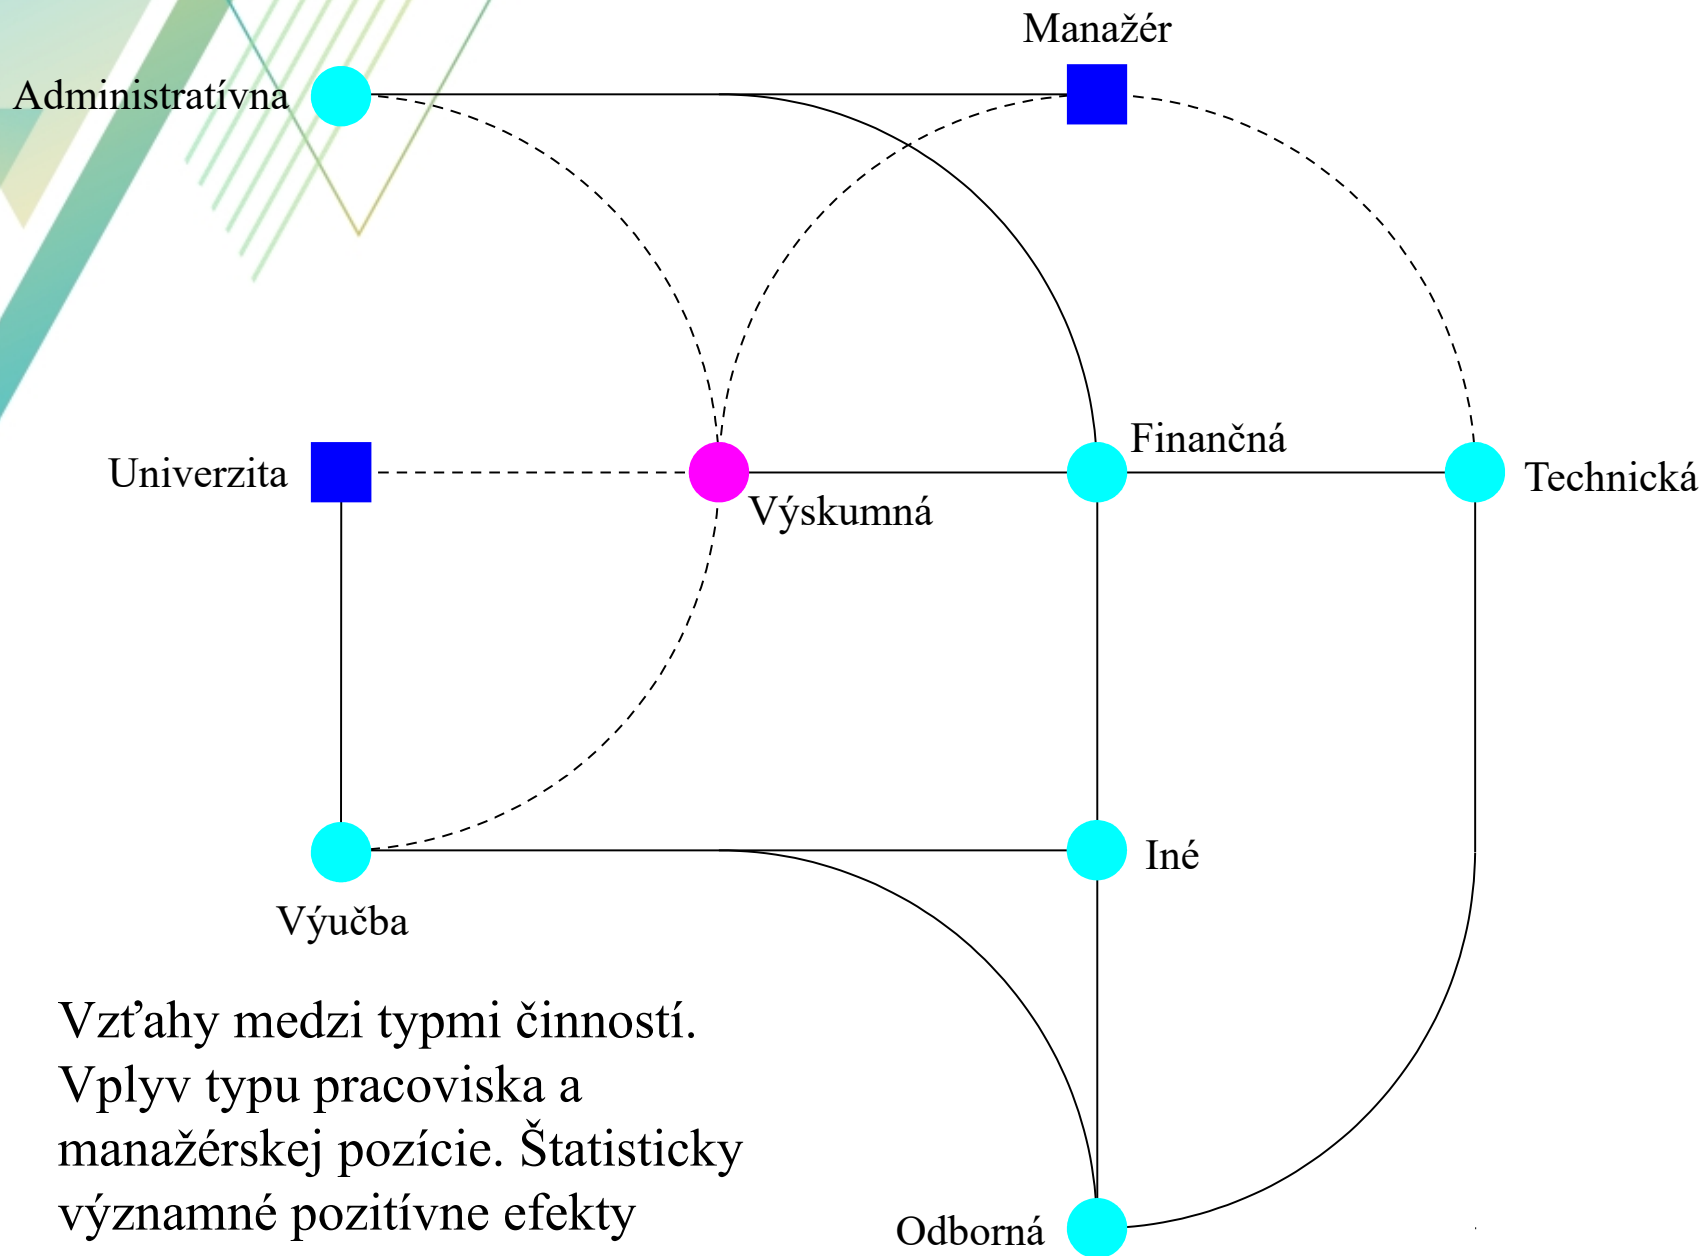 Manažér
Administratívna
Finančná
Univerzita
Technická
Výskumná
Iné
Výučba
Vzťahy medzi typmi činností.
Vplyv typu pracoviska a
manažérskej pozície. Štatisticky
významné pozitívne efekty
Odborná